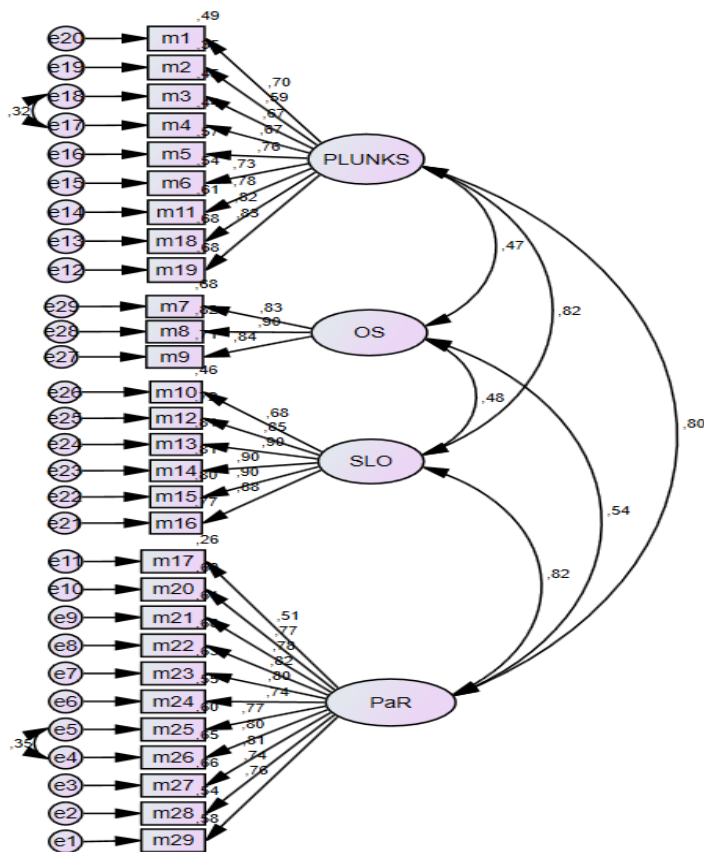 ,49
e20 m1
e19 m2 ,70
e18 m3 ,59
,32 e17 m4 ,67
,57 ,67
e16 m5 ,76 PLUNKS
,54 ,73
e15 m6 ,78
,61 ,82
e14 m11 ,83
,68
e13 m18
,68
e12 m19 ,47
,68
e29 m7 ,83
e28 m8 ,90 OS ,82
e27 m9 ,84
,46
e26 m10 ,48
e25 m12 ,68
e24 m13 ,85 ,80
e23 m14 ,90 SLO
e22 m15 ,90
e21 m16 ,90
,77 ,88
,54
,26
e11 m17 ,82
e10 m20
e9 m21 ,51
e8 m22 ,77
e7 m23 ,78
e6 m24 ,82
,60 ,80
e5 m25 ,74 PaR
,35 ,65 ,77
e4 m26 ,80
,66 ,81
e3 m27 ,74
,54 ,76
e2 m28
,58
e1 m29